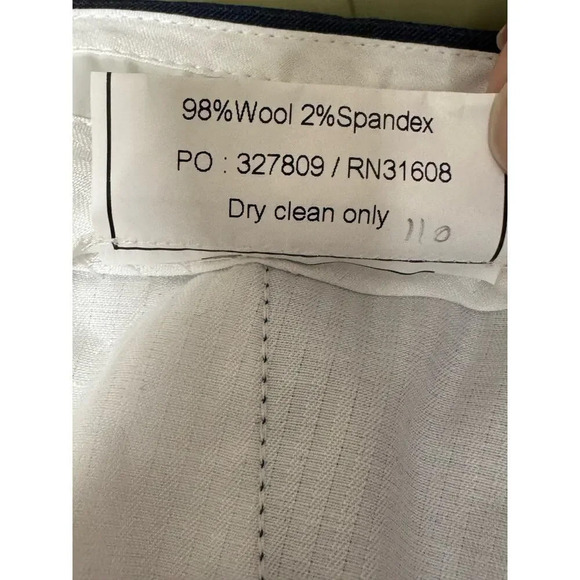 98%Wool 2%Spandex
PO : 327809 / RN31608
Dry clean only 110